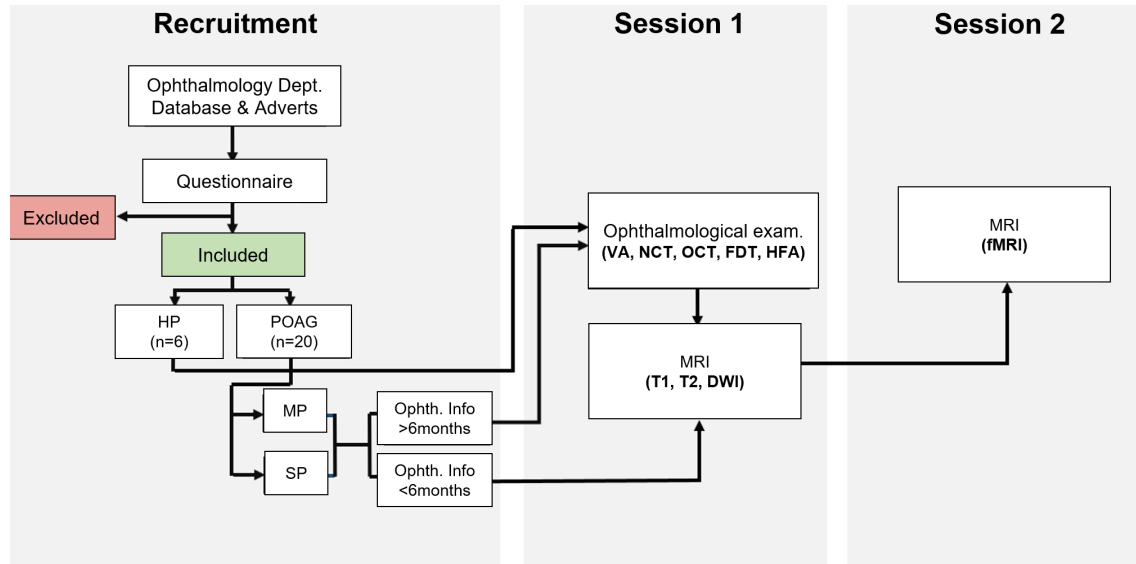 Recruitment
Ophthalmology Dept.
Database & Adverts
Questionnaire
Excluded
Included
HP
(n=6)
POAG
(n=20)
MP
SP
Ophth. Info
>6months
Ophth. Info
<6months
Session 1
Ophthalmological exam.
(VA, NCT, OCT, FDT, HFA)
MRI
(T1, T2, DWI)
Session 2
MRI
(fMRI)